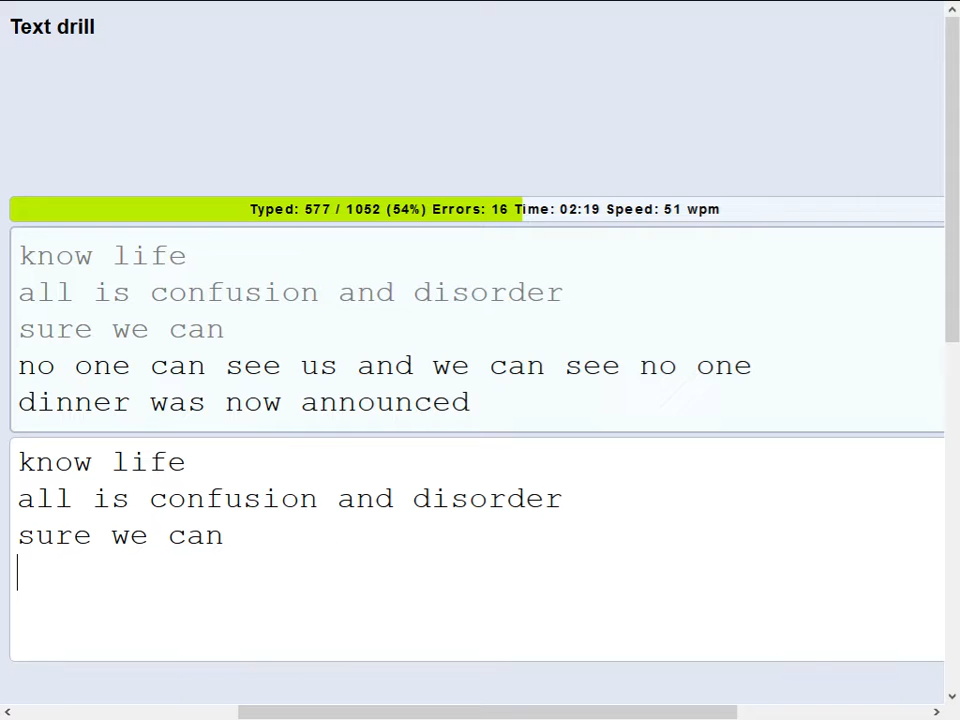 Text drill
Typed: 577 / 1052 (54%) Errors: 16 Time: 02:19 Speed: 51 wpm
know life
all is confusion and disorder
sure we can
no one can see us and we can see no one
dinner was now announced
know life
all is confusion and disorder
sure we can